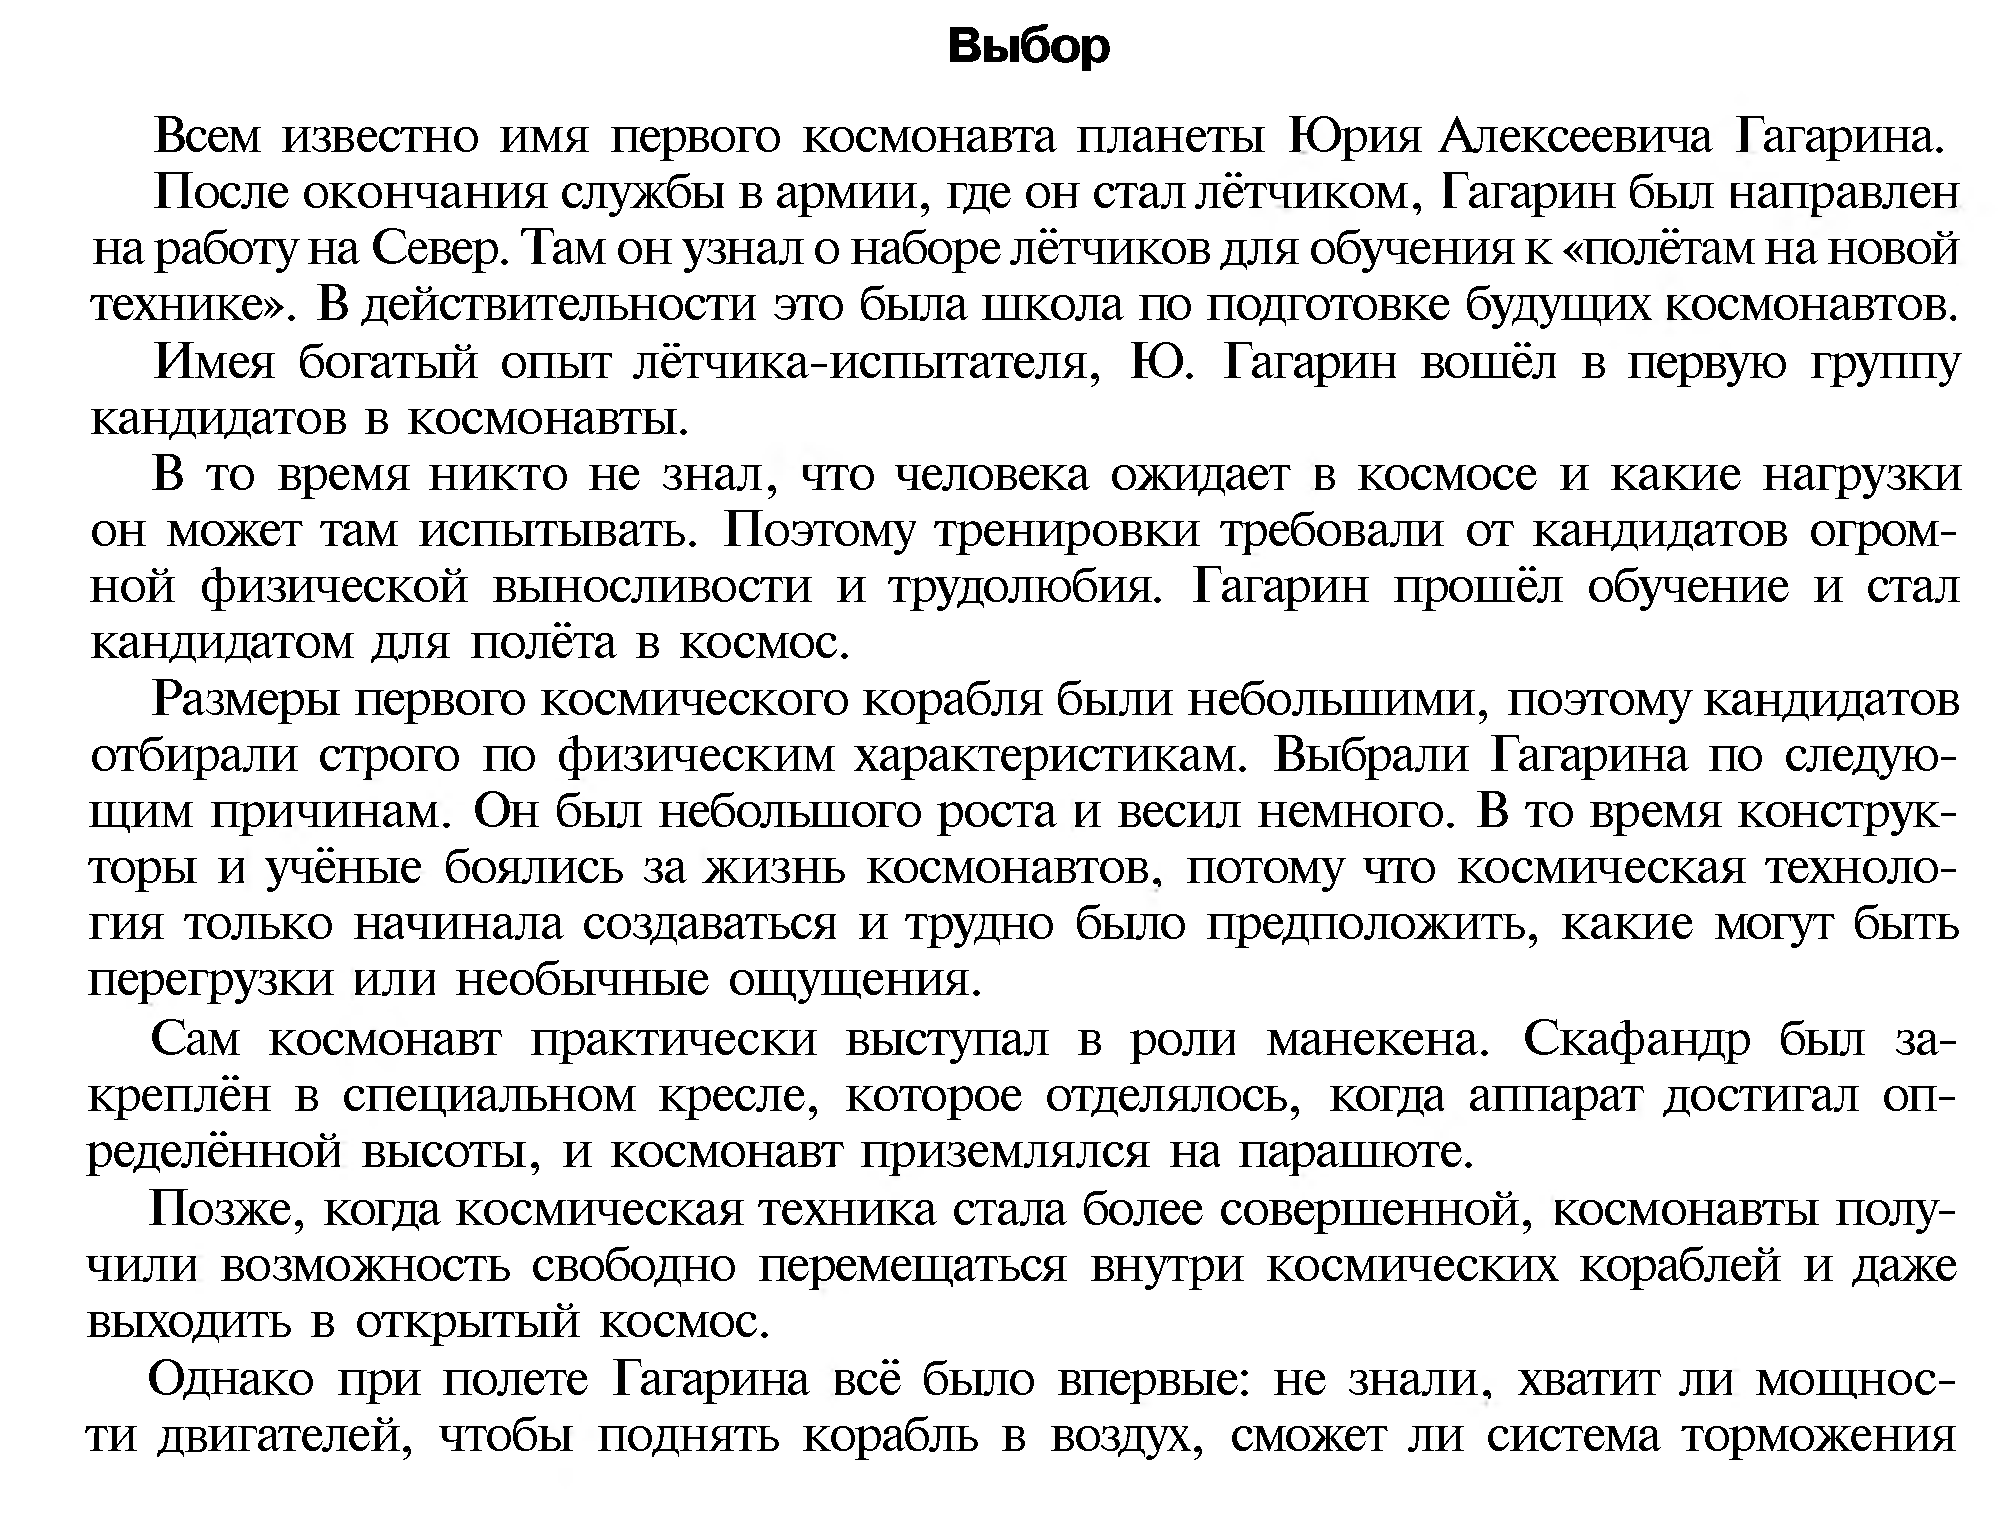 Выбор
Всем известно имя первого космонавта планеты Юрия Алексеевича Гагарина.
После окончания службы в армии, где он стал лётчиком, Гагарин был направлен
на работу на Север. Там он узнал о наборе лётчиков для обучения к «полётам на новой
технике». В действительности это была школа по подготовке будущих космонавтов.
Имея богатый опыт лётчика-испытателя, Ю. Гагарин вошёл в первую группу
кандидатов в космонавты.
В то время никто не знал, что человека ожидает в космосе и какие нагрузки
он может там испытывать. Поэтому тренировки требовали от кандидатов огром-
ной физической выносливости и трудолюбия. Гагарин прошёл обучение и стал
кандидатом для полёта в космос.
Размеры первого космического корабля были небольшими, поэтому кандидатов
отбирали строго по физическим характеристикам. Выбрали Гагарина по следую-
щим причинам. Он был небольшого роста и весил немного. В то время конструк-
торы и учёные боялись за жизнь космонавтов, потому что космическая техноло-
гия только начинала создаваться и трудно было предположить, какие могут быть
перегрузки или необычные ощущения.
Сам космонавт практически выступал в роли манекена. Скафандр был за-
креплён в специальном кресле, которое отделялось, когда аппарат достигал оп-
ределённой высоты, и космонавт приземлялся на парашюте.
Позже, когда космическая техника стала более совершенной, космонавты полу-
чили возможность свободно перемещаться внутри космических кораблей и даже
выходить в открытый космос.
Однако при полете Гагарина всё было впервые: не знали, хватит ли мощнос-
ти двигателей, чтобы поднять корабль в воздух, сможет ли система торможения